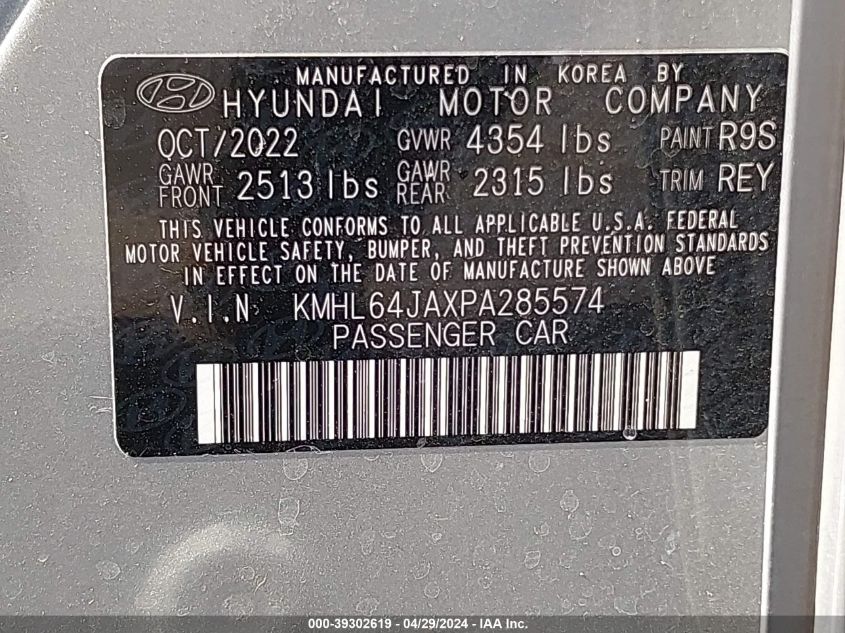 MANUFACTURED IN KOREA BY
HYUNDAI MOTOR COMPANY
OCT/2022 GVWR 4354 lbs PAINT R9S
GAWR FRONT 2513 lbs GAWR REAR 2315 lbs TRIM REY
THIS VEHICLE CONFORMS TO ALL APPLICABLE U.S.A. FEDERAL
MOTOR VEHICLE SAFETY, BUMPER, AND THEFT PREVENTION STANDARDS
IN EFFECT ON THE DATE OF MANUFACTURE SHOWN ABOVE
V.I.N KMHL64JAXPA285574
PASSENGER CAR
000-39302619 - 04/29/2024 - IAA Inc.